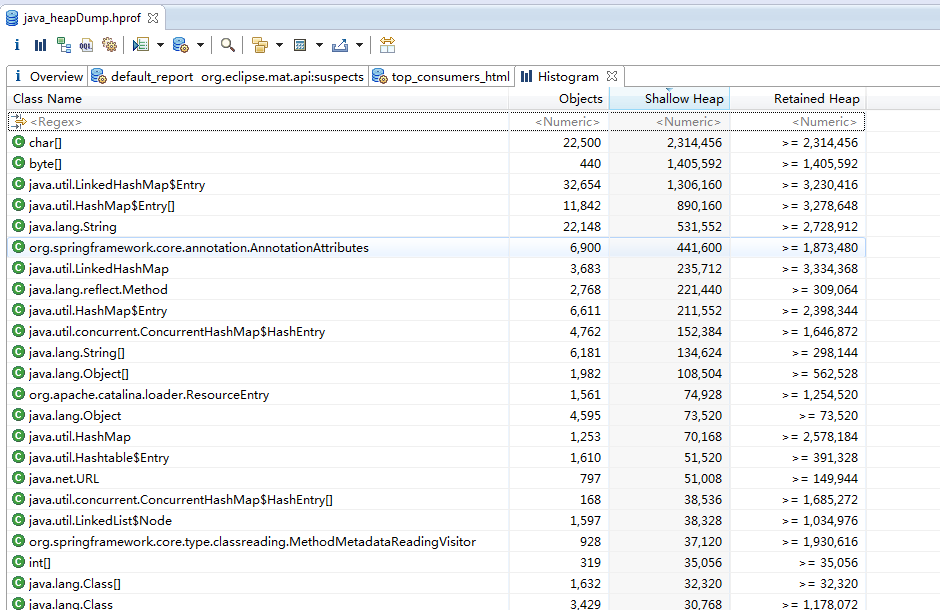 java_heapDump.hprof
i OQL
i Overview default_report org.eclipse.mat.api:suspects top_consumers_html Histogram
Class Name Objects Shallow Heap Retained Heap
<Regex> <Numeric> <Numeric> <Numeric>
C char[] 22,500 2,314,456 >= 2,314,456
C byte[] 440 1,405,592 >= 1,405,592
C java.util.LinkedHashMap$Entry 32,654 1,306,160 >= 3,230,416
C java.util.HashMap$Entry[] 11,842 890,160 >= 3,278,648
C java.lang.String 22,148 531,552 >= 2,728,912
C org.springframework.core.annotation.AnnotationAttributes 6,900 441,600 >= 1,873,480
C java.util.LinkedHashMap 3,683 235,712 >= 3,334,368
C java.lang.reflect.Method 2,768 221,440 >= 309,064
C java.util.HashMap$Entry 6,611 211,552 >= 2,398,344
C java.util.concurrent.ConcurrentHashMap$HashEntry 4,762 152,384 >= 1,646,872
C java.lang.String[] 6,181 134,624 >= 298,144
C java.lang.Object[] 1,982 108,504 >= 562,528
C org.apache.catalina.loader.ResourceEntry 1,561 74,928 >= 1,254,520
C java.lang.Object 4,595 73,520 >= 73,520
C java.util.HashMap 1,253 70,168 >= 2,578,184
C java.util.Hashtable$Entry 1,610 51,520 >= 391,328
C java.net.URL 797 51,008 >= 149,944
C java.util.concurrent.ConcurrentHashMap$HashEntry[] 168 38,536 >= 1,685,272
C java.util.LinkedList$Node 1,597 38,328 >= 1,034,976
C org.springframework.core.type.classreading.MethodMetadataReadingVisitor 928 37,120 >= 1,930,616
C int[] 319 35,056 >= 35,056
C java.lang.Class[] 1,632 32,320 >= 32,320
C java.lang.Class 3,429 30,768 >= 1,178,072